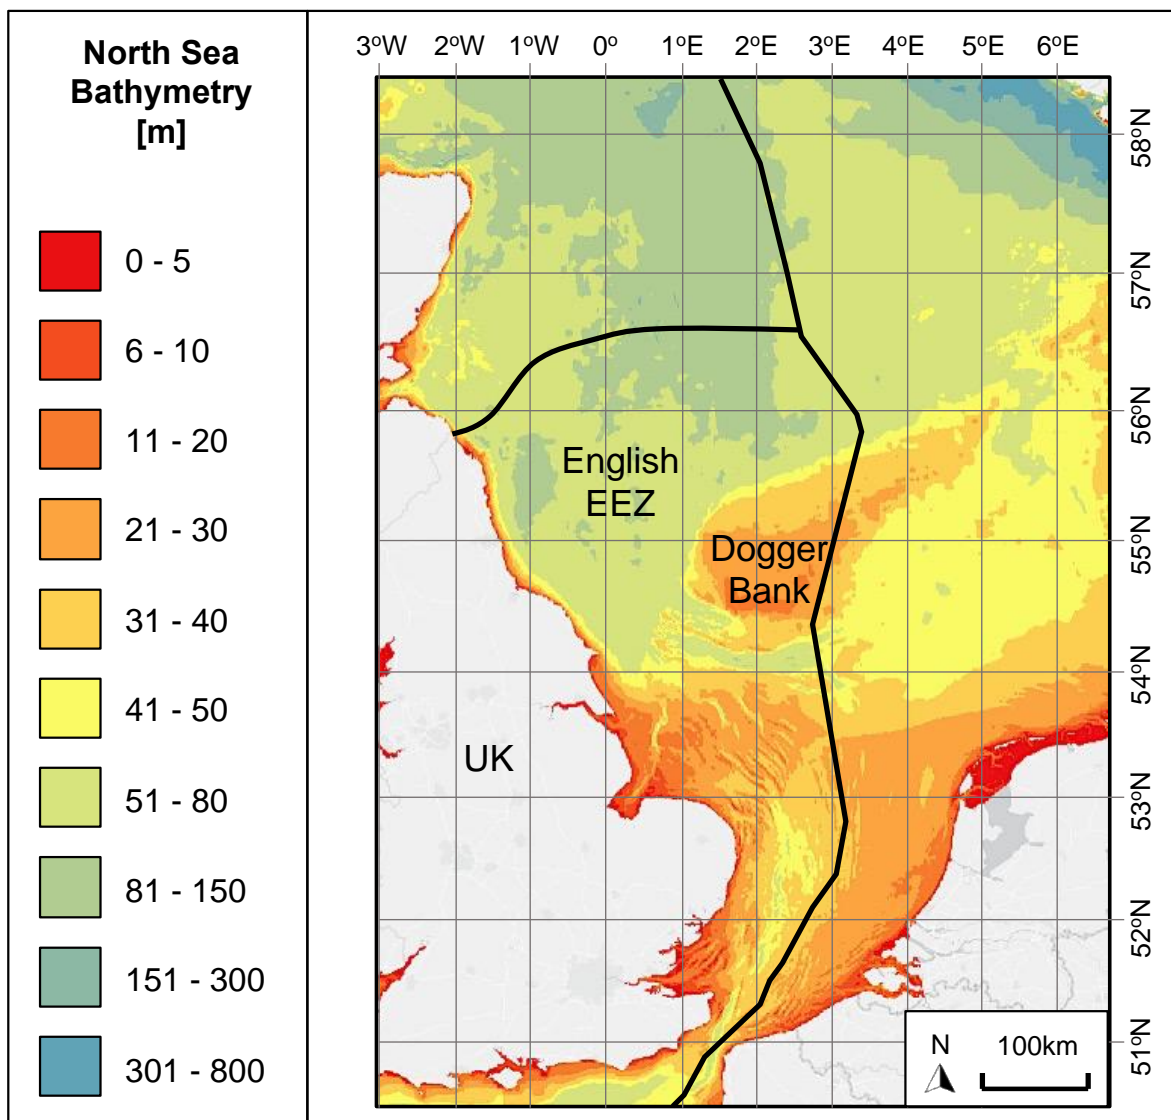 North Sea
Bathymetry
[m]
0 - 5
6 - 10
11 - 20
21 - 30
31 - 40
41 - 50
51 - 80
81 - 150
151 - 300
301 - 800
3ºW 2ºW 1ºW 0º 1ºE 2ºE 3ºE 4ºE 5ºE 6ºE
58ºN
57ºN
56ºN
55ºN
54ºN
53ºN
52ºN
51ºN
English
EEZ
Dogger
Bank
UK
N 100km